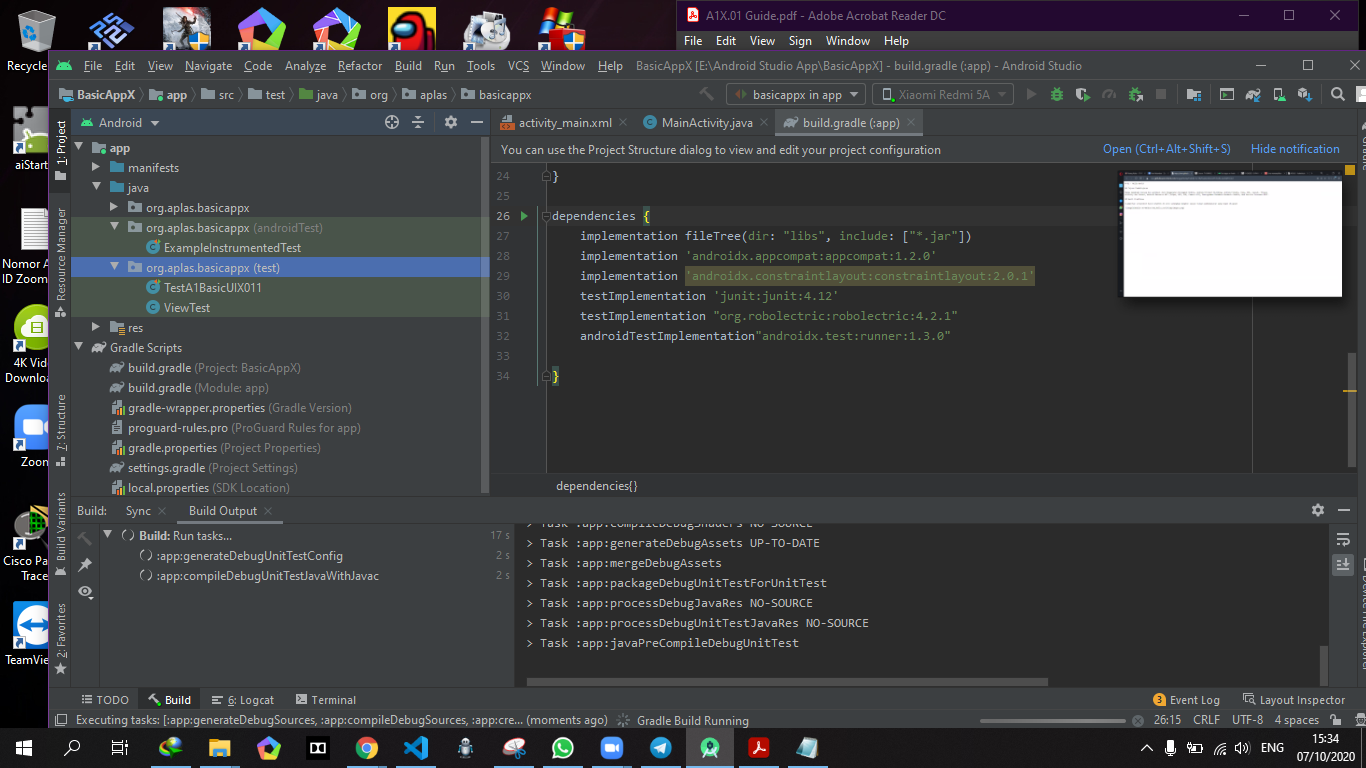 A1X.01 Guide.pdf - Adobe Acrobat Reader DC
File Edit View Sign Window Help
Recycle
File Edit View Navigate Code Analyze Refactor Build Run Tools VCS Window Help BasicAppX [E:\Android Studio App\BasicAppX] - build.gradle (:app) - Android Studio
BasicAppX app src test java org aplas basicappx
basicappx in app Xiaomi Redmi 5A
1: Project
Android
activity_main.xml MainActivity.java build.gradle (:app)
You can use the Project Structure dialog to view and edit your project configuration Open (Ctrl+Alt+Shift+S) Hide notification
app
manifests
java
org.aplas.basicappx
org.aplas.basicappx (androidTest)
ExampleInstrumentedTest
org.aplas.basicappx (test)
TestA1BasicUIX011
ViewTest
res
Gradle Scripts
build.gradle (Project: BasicAppX)
build.gradle (Module: app)
gradle-wrapper.properties (Gradle Version)
proguard-rules.pro (ProGuard Rules for app)
gradle.properties (Project Properties)
settings.gradle (Project Settings)
local.properties (SDK Location)
24 }
25
26 dependencies {
27 implementation fileTree(dir: "libs", include: ["*.jar"])
28 implementation 'androidx.appcompat:appcompat:1.2.0'
29 implementation 'androidx.constraintlayout:constraintlayout:2.0.1'
30 testImplementation 'junit:junit:4.12'
31 testImplementation "org.robolectric:robolectric:4.2.1"
32 androidTestImplementation"androidx.test:runner:1.3.0"
33
34 }
dependencies{}
aiStart
Nomor A
ID Zoom
4K Vide
Downloa
Zoom
Cisco Pa
Trace
TeamVie
Resource Manager
7: Structure
Build Variants
2: Favorites
Build: Sync Build Output
Build: Run tasks... 17 s
:app:generateDebugUnitTestConfig 2 s
:app:compileDebugUnitTestJavaWithJavac 2 s
> Task :app:compileDebugShaders NO-SOURCE
> Task :app:generateDebugAssets UP-TO-DATE
> Task :app:mergeDebugAssets
> Task :app:packageDebugUnitTestForUnitTest
> Task :app:processDebugJavaRes NO-SOURCE
> Task :app:processDebugUnitTestJavaRes NO-SOURCE
> Task :app:javaPreCompileDebugUnitTest
TODO Build 6: Logcat Terminal
3 Event Log Layout Inspector
Executing tasks: [:app:generateDebugSources, :app:compileDebugSources, :app:cre... (moments ago) Gradle Build Running
26:15 CRLF UTF-8 4 spaces
ENG
15:34
07/10/2020